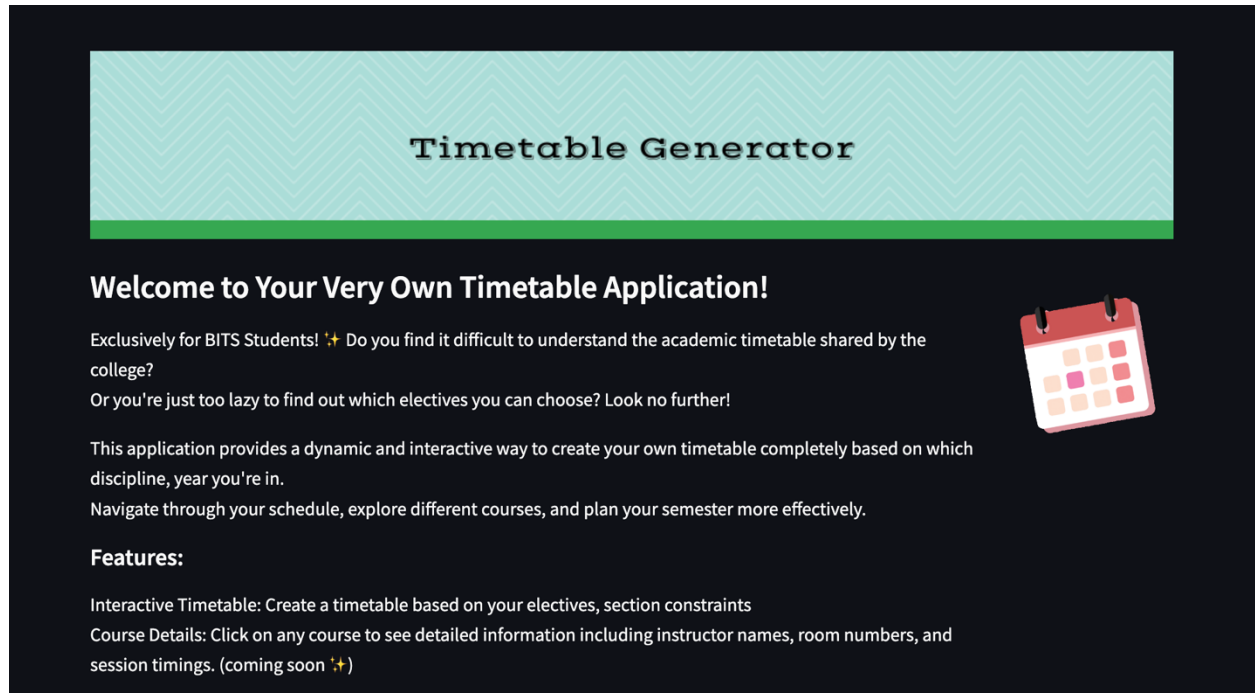 Timetable Generator
Welcome to Your Very Own Timetable Application!
Exclusively for BITS Students! ✨ Do you find it difficult to understand the academic timetable shared by the
college?
Or you're just too lazy to find out which electives you can choose? Look no further!
This application provides a dynamic and interactive way to create your own timetable completely based on which
discipline, year you're in.
Navigate through your schedule, explore different courses, and plan your semester more effectively.
Features:
Interactive Timetable: Create a timetable based on your electives, section constraints
Course Details: Click on any course to see detailed information including instructor names, room numbers, and
session timings. (coming soon ✨)